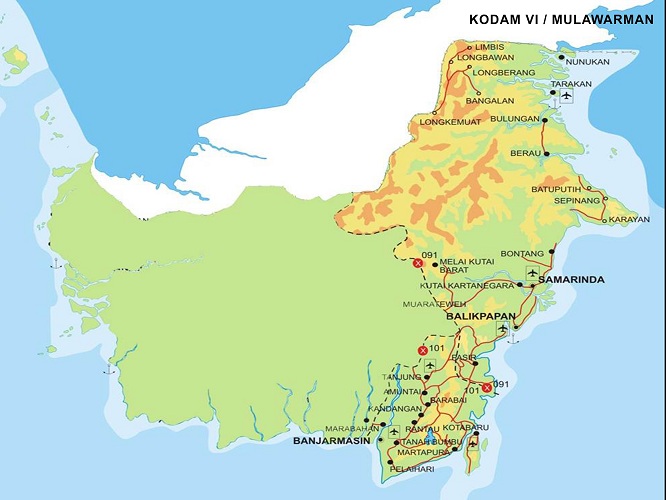 KODAM VI / MULAWARMAN
LIMBIS
LONGBAWAN
NUNUKAN
LONGBERANG
TARAKAN
BANGALAN
LONGKEMUAT
BULUNGAN
BERAU
BATUPUTIH
SEPINANG
KARAYAN
BONTANG
091
MELAI KUTAI
BARAT
SAMARINDA
KUTAI KARTANEGARA
MUARATEWEH
BALIKPAPAN
101
PASIR
TANJUNG
101
091
AMUNTAI
BARABAI
KANDANGAN
RANTAU
KOTABARU
MARABAHAN
BANJARMASIN
TANAH BUMBU
MARTAPURA
PELAIHARI